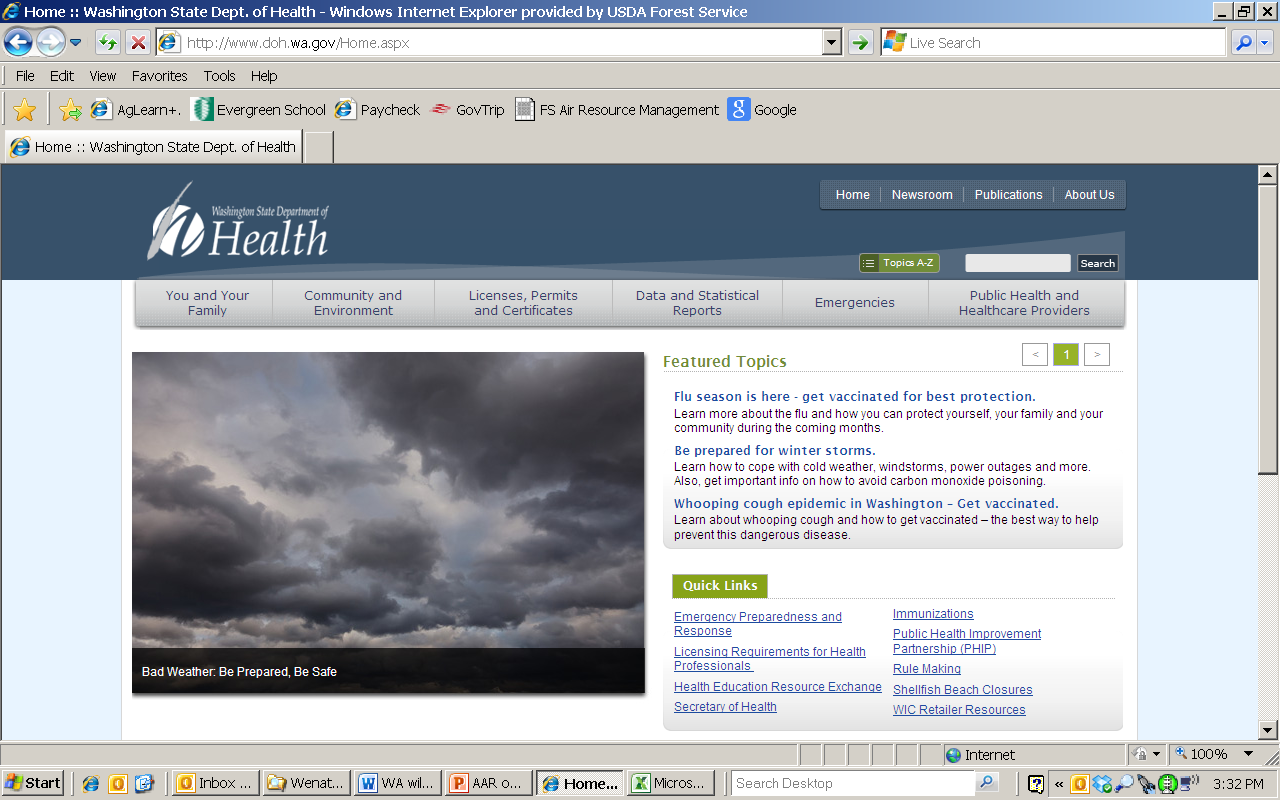 Home :: Washington State Dept. of Health - Windows Internet Explorer provided by USDA Forest Service
http://www.doh.wa.gov/Home.aspx
Live Search
File Edit View Favorites Tools Help
AgLearn+. Evergreen School Paycheck GovTrip FS Air Resource Management Google
Home :: Washington State Dept. of Health
Home Newsroom Publications About Us
Washington State Department of
Health
Topics A-Z Search
You and Your
Family
Community and
Environment
Licenses, Permits
and Certificates
Data and Statistical
Reports
Emergencies
Public Health and
Healthcare Providers
Bad Weather: Be Prepared, Be Safe
Featured Topics
< 1 >
Flu season is here - get vaccinated for best protection.
Learn more about the flu and how you can protect yourself, your family and your
community during the coming months.
Be prepared for winter storms.
Learn how to cope with cold weather, windstorms, power outages and more.
Also, get important info on how to avoid carbon monoxide poisoning.
Whooping cough epidemic in Washington – Get vaccinated.
Learn about whooping cough and how to get vaccinated – the best way to help
prevent this dangerous disease.
Quick Links
Emergency Preparedness and
Response
Licensing Requirements for Health
Professionals
Health Education Resource Exchange
Secretary of Health
Immunizations
Public Health Improvement
Partnership (PHIP)
Rule Making
Shellfish Beach Closures
WIC Retailer Resources
Internet 100%
Start Inbox ... Wenat... WA wil... AAR o... Home... Micros... Search Desktop « 3:32 PM